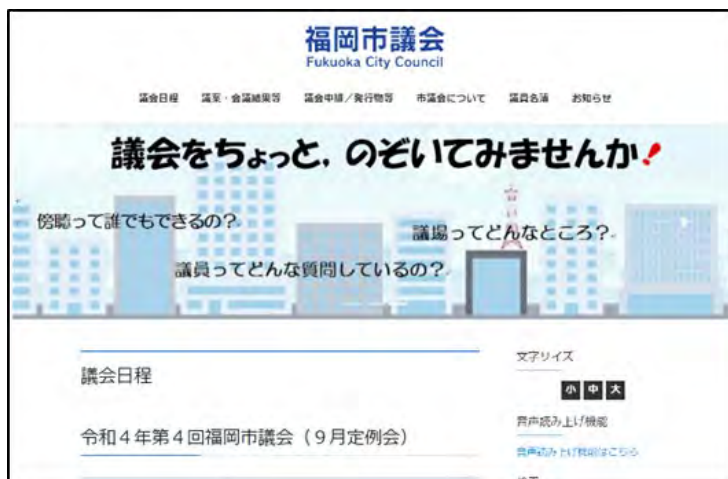 福岡市議会
Fukuoka City Council
議会日程 議案・会議結果等 議会中継/発行物等 市議会について 議員名簿 お知らせ
議会をちょっと,のぞいてみませんか!
傍聴って誰でもできるの?
議場ってどんなところ?
議員ってどんな質問しているの?
議会日程
文字サイズ
小 中 大
令和4年第4回福岡市議会(9月定例会)
音声読み上げ機能
音声読み上げ機能はこちら